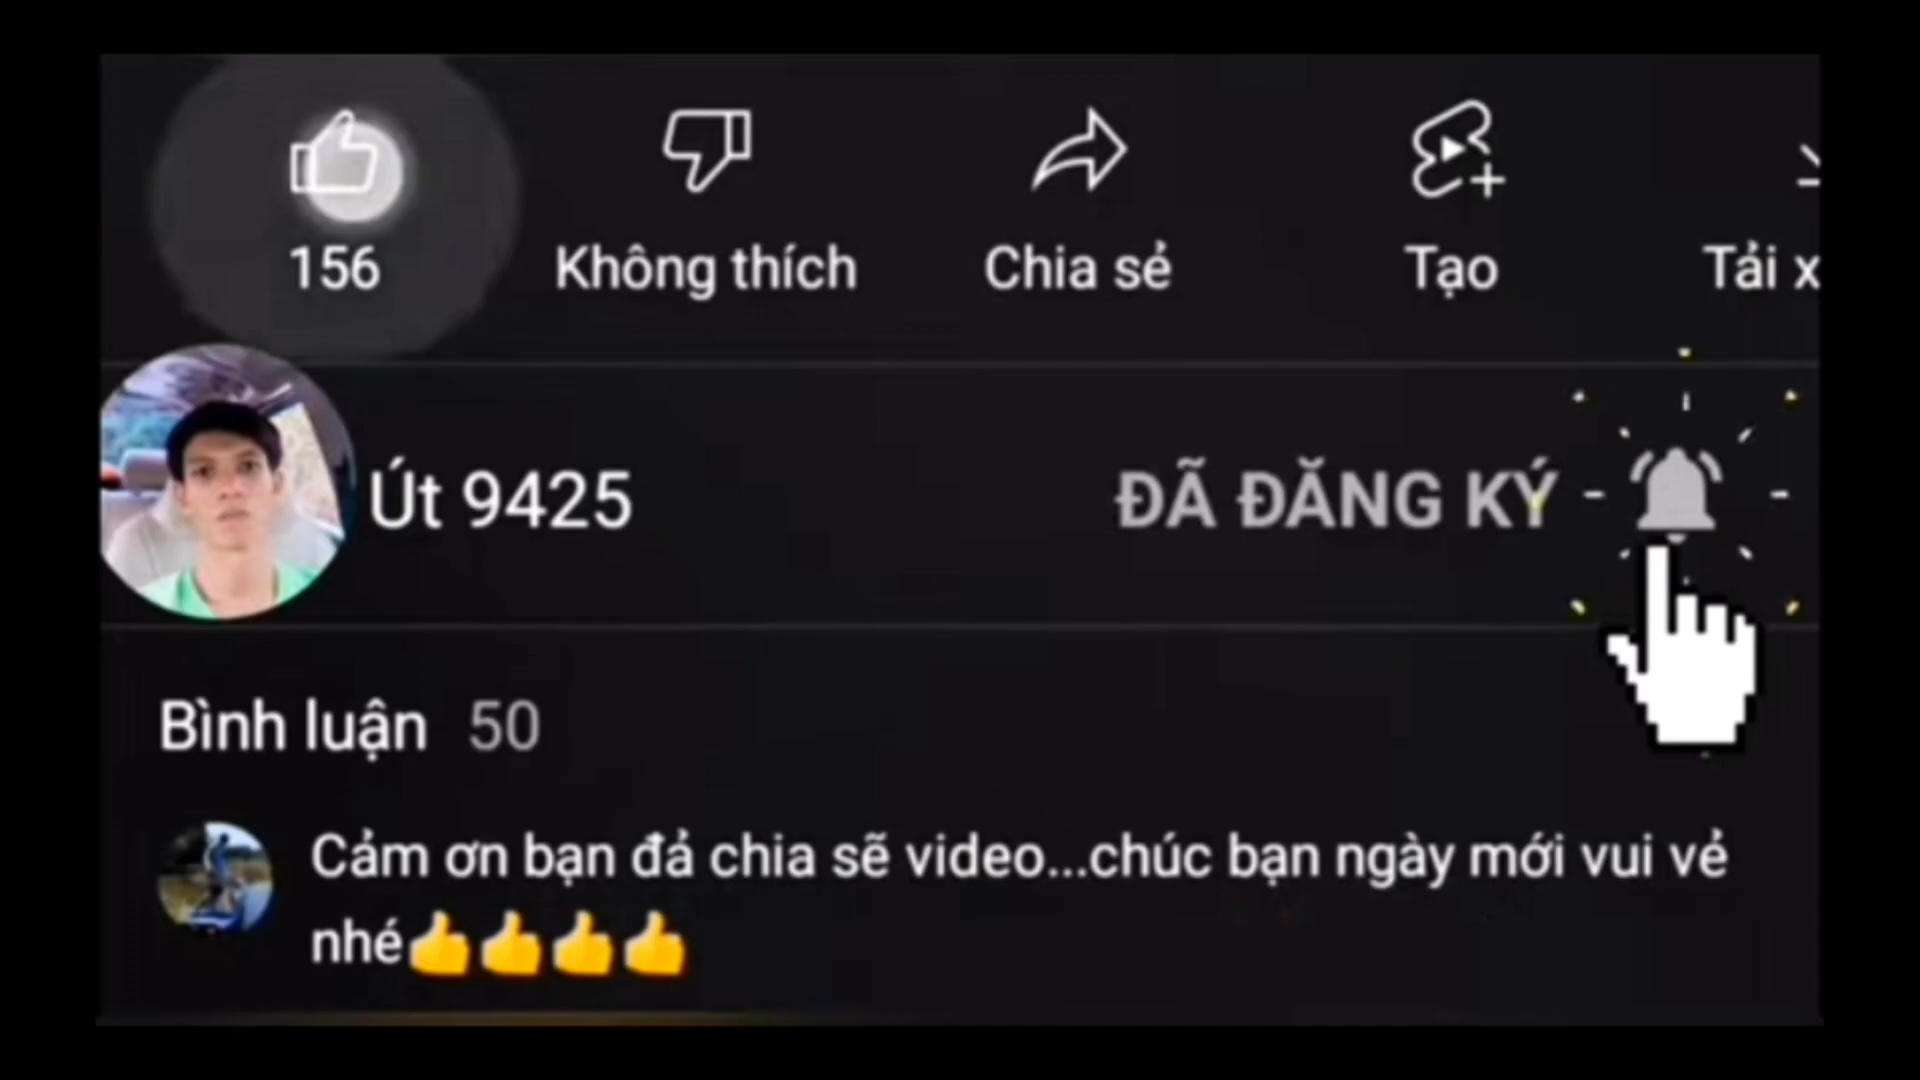 156 Không thích Chia sẻ Tạo Tải x
Út 9425 ĐÃ ĐĂNG KÝ
Bình luận 50
Cảm ơn bạn đả chia sẽ video...chúc bạn ngày mới vui vẻ
nhé👍👍👍👍